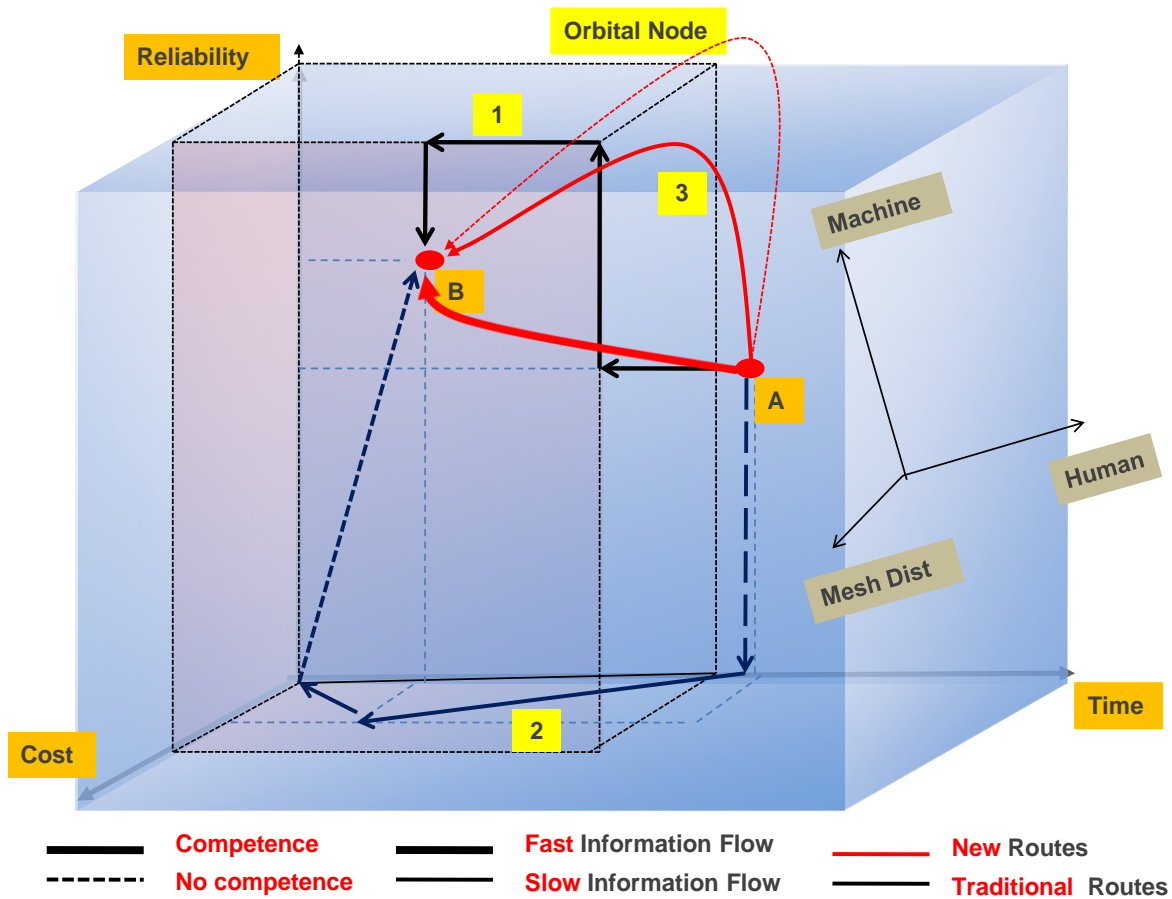 Orbital Node
Reliability
1
3
Machine
B
A
Human
Mesh Dist
Time
2
Cost
Competence
Fast Information Flow
New Routes
No competence
Slow Information Flow
Traditional Routes